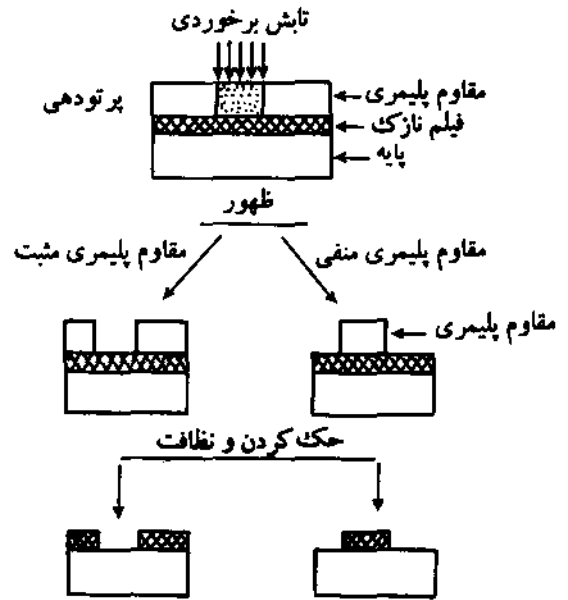 تابش برخوردی
مقاوم پلیمری
پرتودهی
فیلم نازک
پایه
ظهور
مقاوم پلیمری منفی
مقاوم پلیمری مثبت
مقاوم پلیمری
حک کردن و نظافت